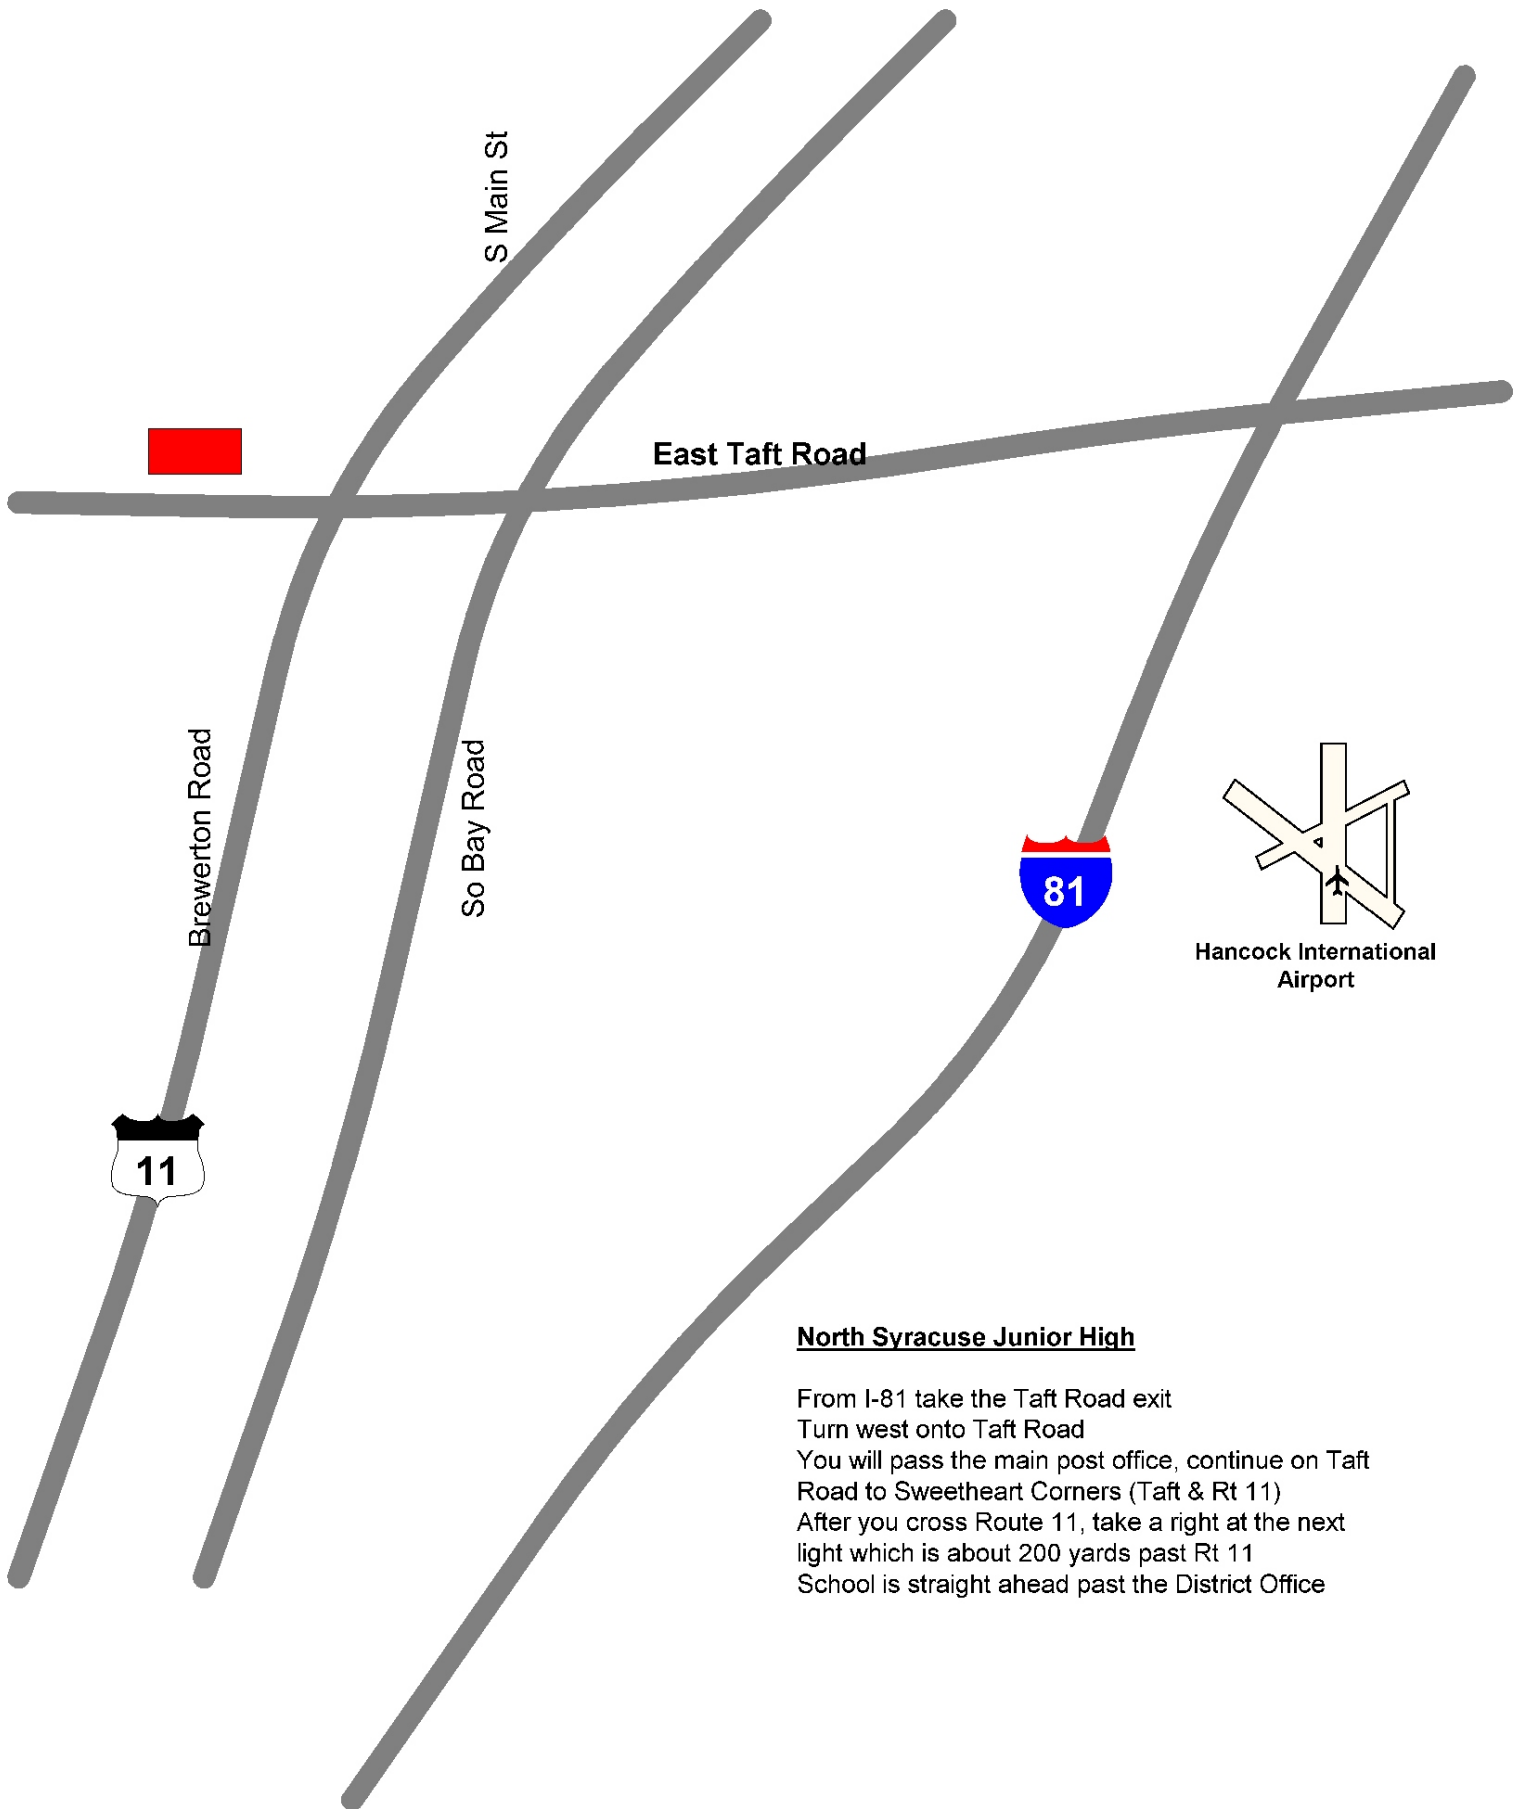 S Main St
East Taft Road
Brewerton Road
So Bay Road
81
Hancock International
Airport
11
North Syracuse Junior High
From I-81 take the Taft Road exit
Turn west onto Taft Road
You will pass the main post office, continue on Taft
Road to Sweetheart Corners (Taft & Rt 11)
After you cross Route 11, take a right at the next
light which is about 200 yards past Rt 11
School is straight ahead past the District Office